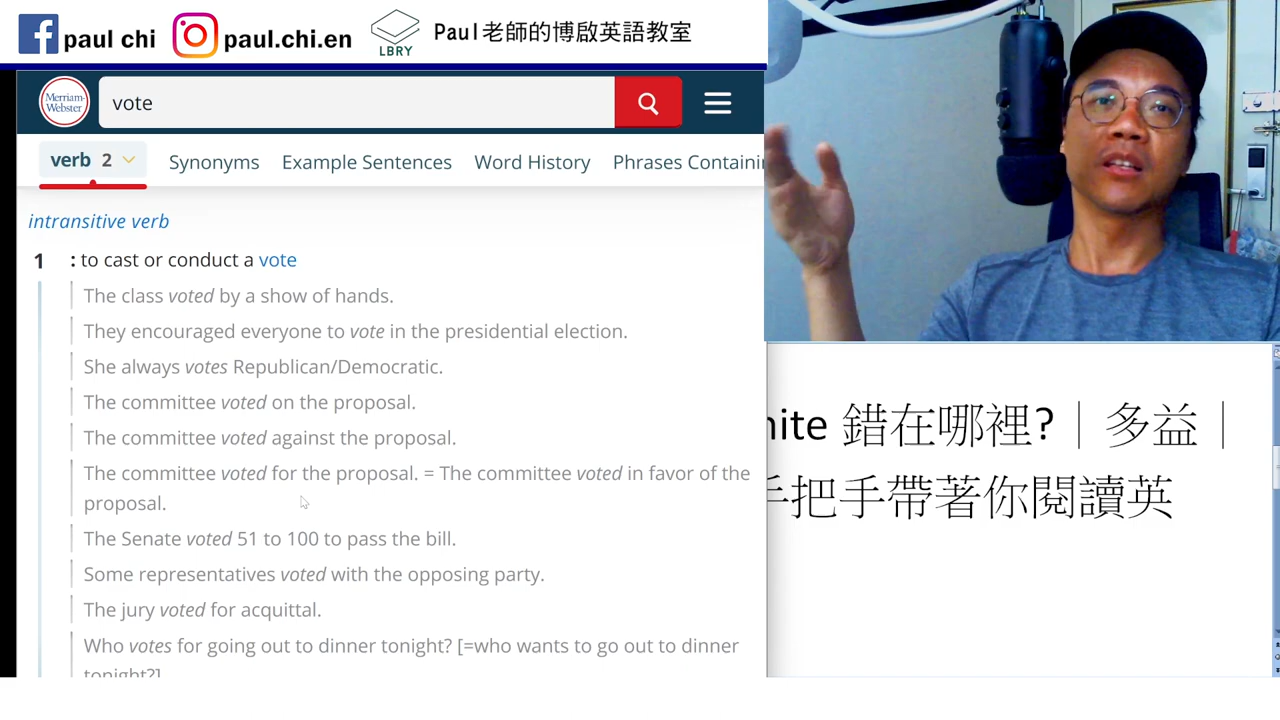 paul chi
paul.chi.en
LBRY
Paul老師的博啟英語教室
Merriam-
Webster
vote
verb 2
Synonyms
Example Sentences
Word History
Phrases Containin
intransitive verb
1 : to cast or conduct a vote
The class voted by a show of hands.
They encouraged everyone to vote in the presidential election.
She always votes Republican/Democratic.
The committee voted on the proposal.
The committee voted against the proposal.
The committee voted for the proposal. = The committee voted in favor of the
proposal.
The Senate voted 51 to 100 to pass the bill.
Some representatives voted with the opposing party.
The jury voted for acquittal.
Who votes for going out to dinner tonight? [=who wants to go out to dinner
tonight?]
nite 錯在哪裡?｜多益｜
手把手帶著你閱讀英